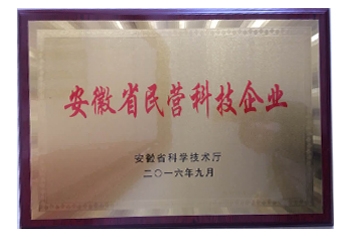 安徽省民营科技企业
安徽省科学技术厅
二〇一六年九月